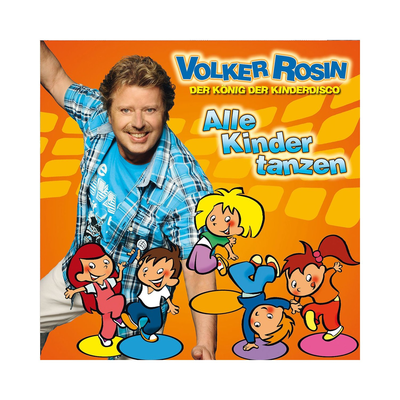 VOLKER ROSIN
DER KÖNIG DER KINDERDISCO
Alle
Kinder
tanzen